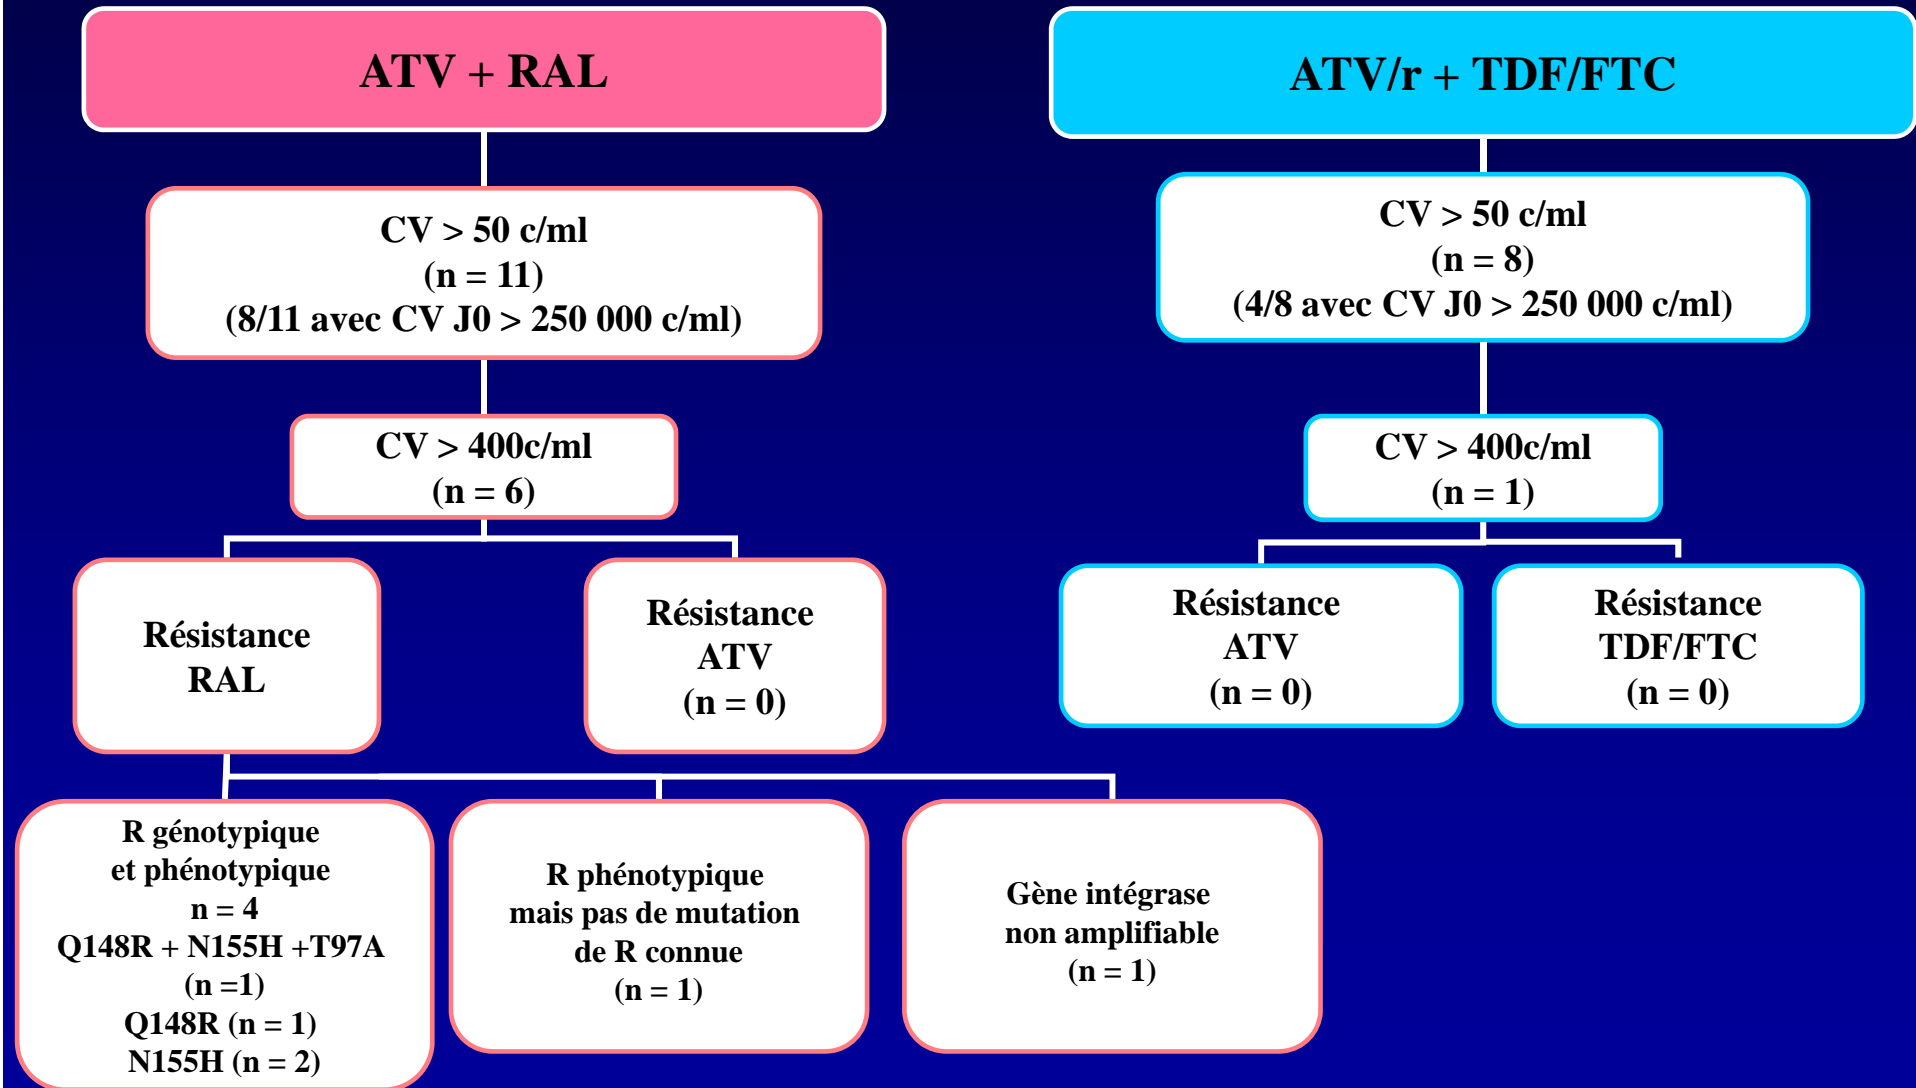 ATV + RAL
CV > 50 c/ml
(n = 11)
(8/11 avec CV J0 > 250 000 c/ml)
CV > 400c/ml
(n = 6)
Résistance
RAL
Résistance
ATV
(n = 0)
R génotypique
et phénotypique
n = 4
Q148R + N155H +T97A
(n =1)
Q148R (n = 1)
N155H (n = 2)
R phénotypique
mais pas de mutation
de R connue
(n = 1)
Gène intégrase
non amplifiable
(n = 1)
ATV/r + TDF/FTC
CV > 50 c/ml
(n = 8)
(4/8 avec CV J0 > 250 000 c/ml)
CV > 400c/ml
(n = 1)
Résistance
ATV
(n = 0)
Résistance
TDF/FTC
(n = 0)